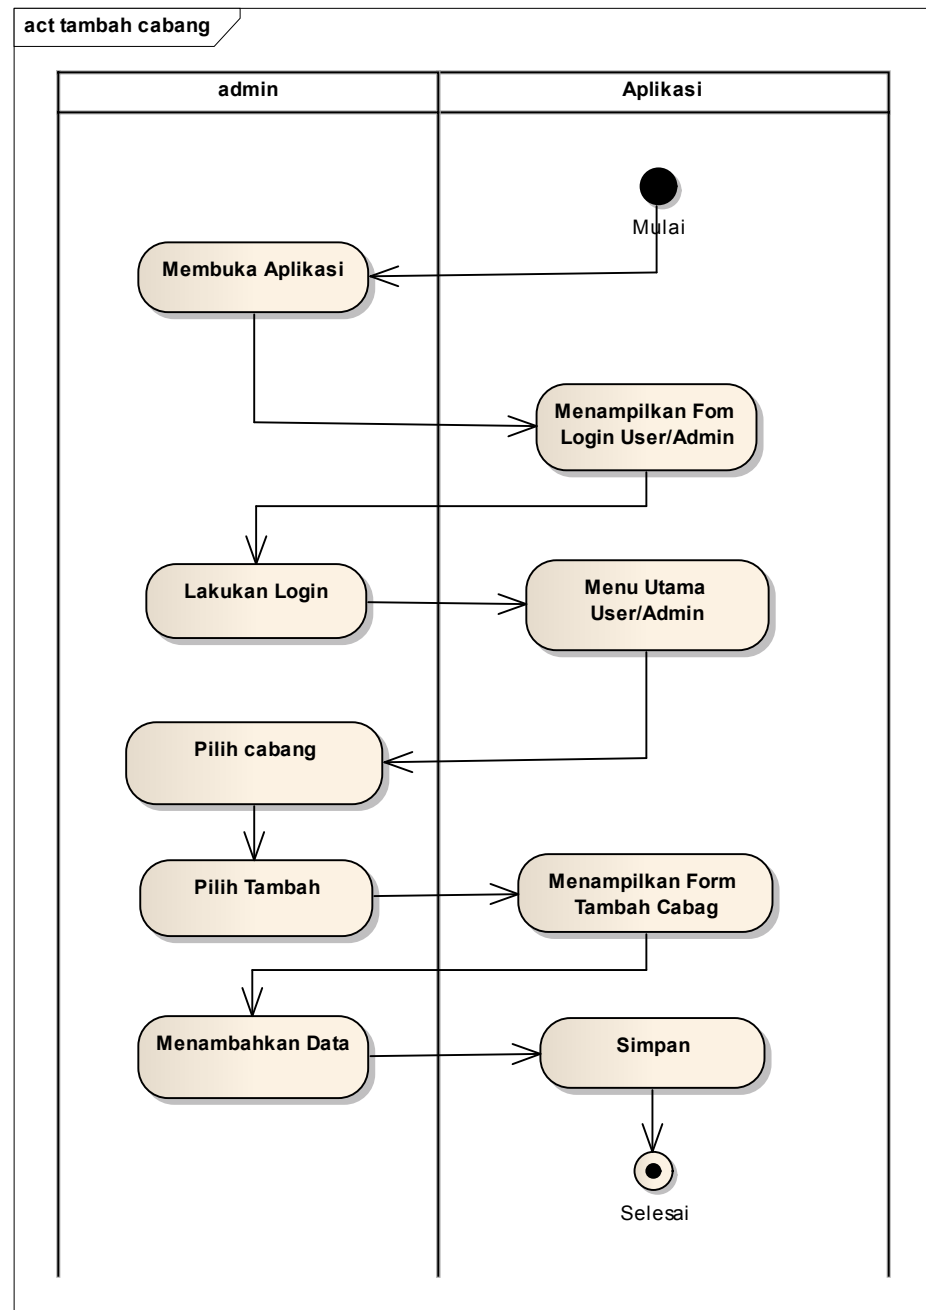 act tambah cabang
admin
Aplikasi
Mulai
Membuka Aplikasi
Menampilkan Fom
Login User/Admin
Lakukan Login
Menu Utama
User/Admin
Pilih cabang
Pilih Tambah
Menampilkan Form
Tambah Cabag
Menambahkan Data
Simpan
Selesai